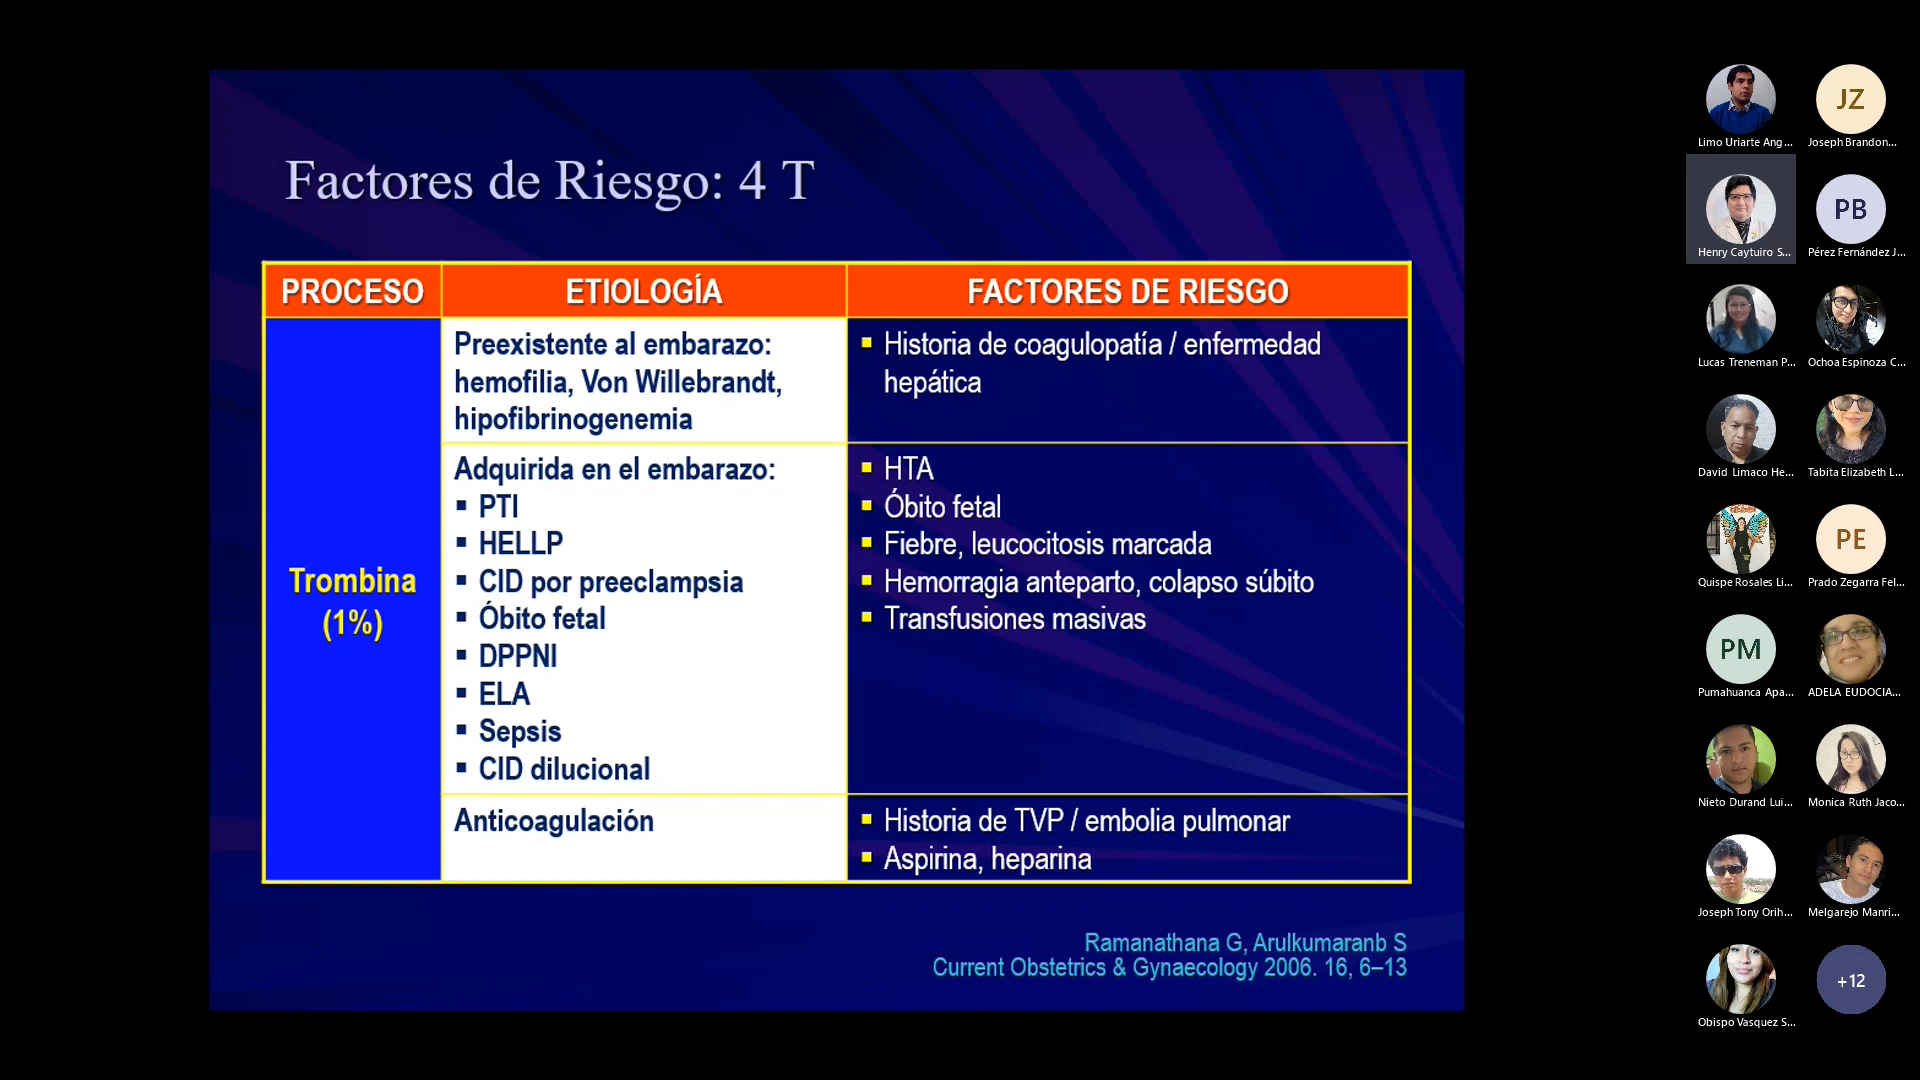 Factores de Riesgo: 4 T
PROCESO
ETIOLOGÍA
FACTORES DE RIESGO
Trombina
(1%)
Preexistente al embarazo:
hemofilia, Von Willebrandt,
hipofibrinogenemia
▪ Historia de coagulopatía / enfermedad
hepática
Adquirida en el embarazo:
▪ PTI
▪ HELLP
▪ CID por preeclampsia
▪ Óbito fetal
▪ DPPNI
▪ ELA
▪ Sepsis
▪ CID dilucional
▪ HTA
▪ Óbito fetal
▪ Fiebre, leucocitosis marcada
▪ Hemorragia anteparto, colapso súbito
▪ Transfusiones masivas
Anticoagulación
▪ Historia de TVP / embolia pulmonar
▪ Aspirina, heparina
Ramanathana G, Arulkumaranb S
Current Obstetrics & Gynaecology 2006. 16, 6–13
Limo Uriarte Ang...
JZ
Joseph Brandon...
Henry Caytuiro S...
PB
Pérez Fernández J...
Lucas Treneman P...
Ochoa Espinoza C...
David Limaco He...
Tabita Elizabeth L...
Quispe Rosales Li...
PE
Prado Zegarra Fel...
PM
Pumahuanca Apa...
ADELA EUDOCIA...
Nieto Durand Lui...
Monica Ruth Jaco...
Joseph Tony Orih...
Melgarejo Manri...
Obispo Vasquez S...
+12